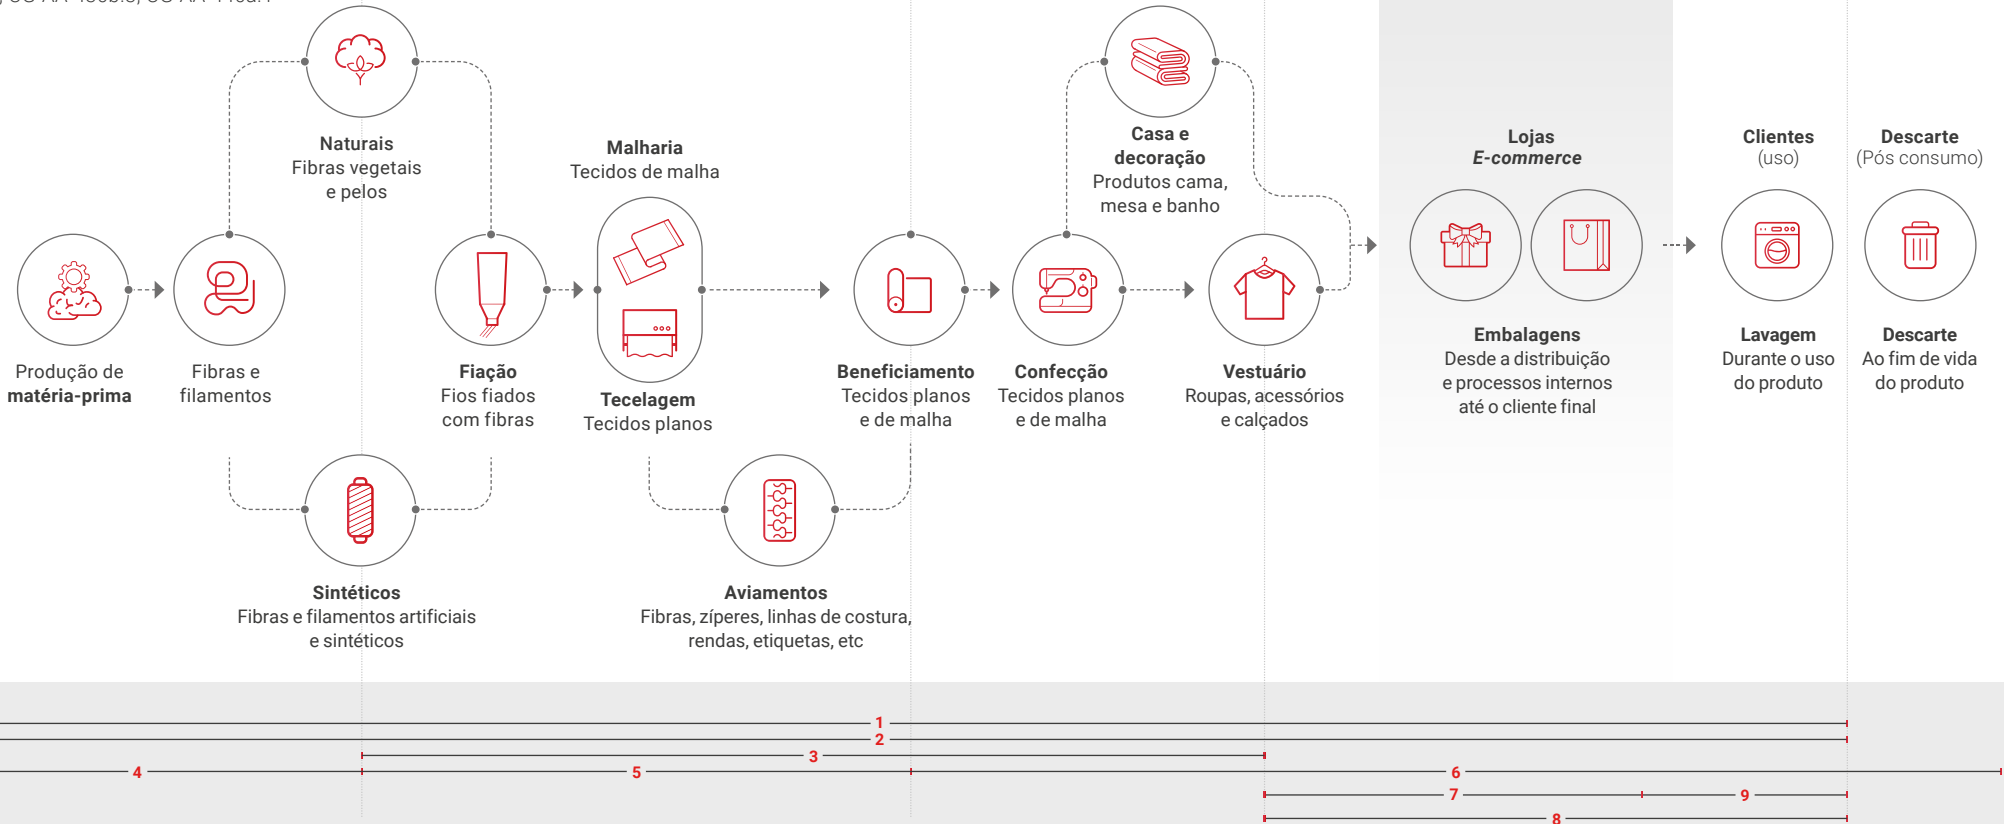 Naturais
Fibras vegetais
e pelos
Malharia
Tecidos de malha
Casa e
decoração
Produtos cama,
mesa e banho
Lojas
E-commerce
Clientes
(uso)
Descarte
(Pós consumo)
Produção de
matéria-prima
Fibras e
filamentos
Fiação
Fios fiados
com fibras
Tecelagem
Tecidos planos
Beneficiamento
Tecidos planos
e de malha
Confecção
Tecidos planos
e de malha
Vestuário
Roupas, acessórios
e calçados
Embalagens
Desde a distribuição
e processos internos
até o cliente final
Lavagem
Durante o uso
do produto
Descarte
Ao fim de vida
do produto
Sintéticos
Fibras e filamentos artificiais
e sintéticos
Aviamentos
Fibras, zíperes, linhas de costura,
rendas, etiquetas, etc
1
2
3
4
5
6
7
9
8